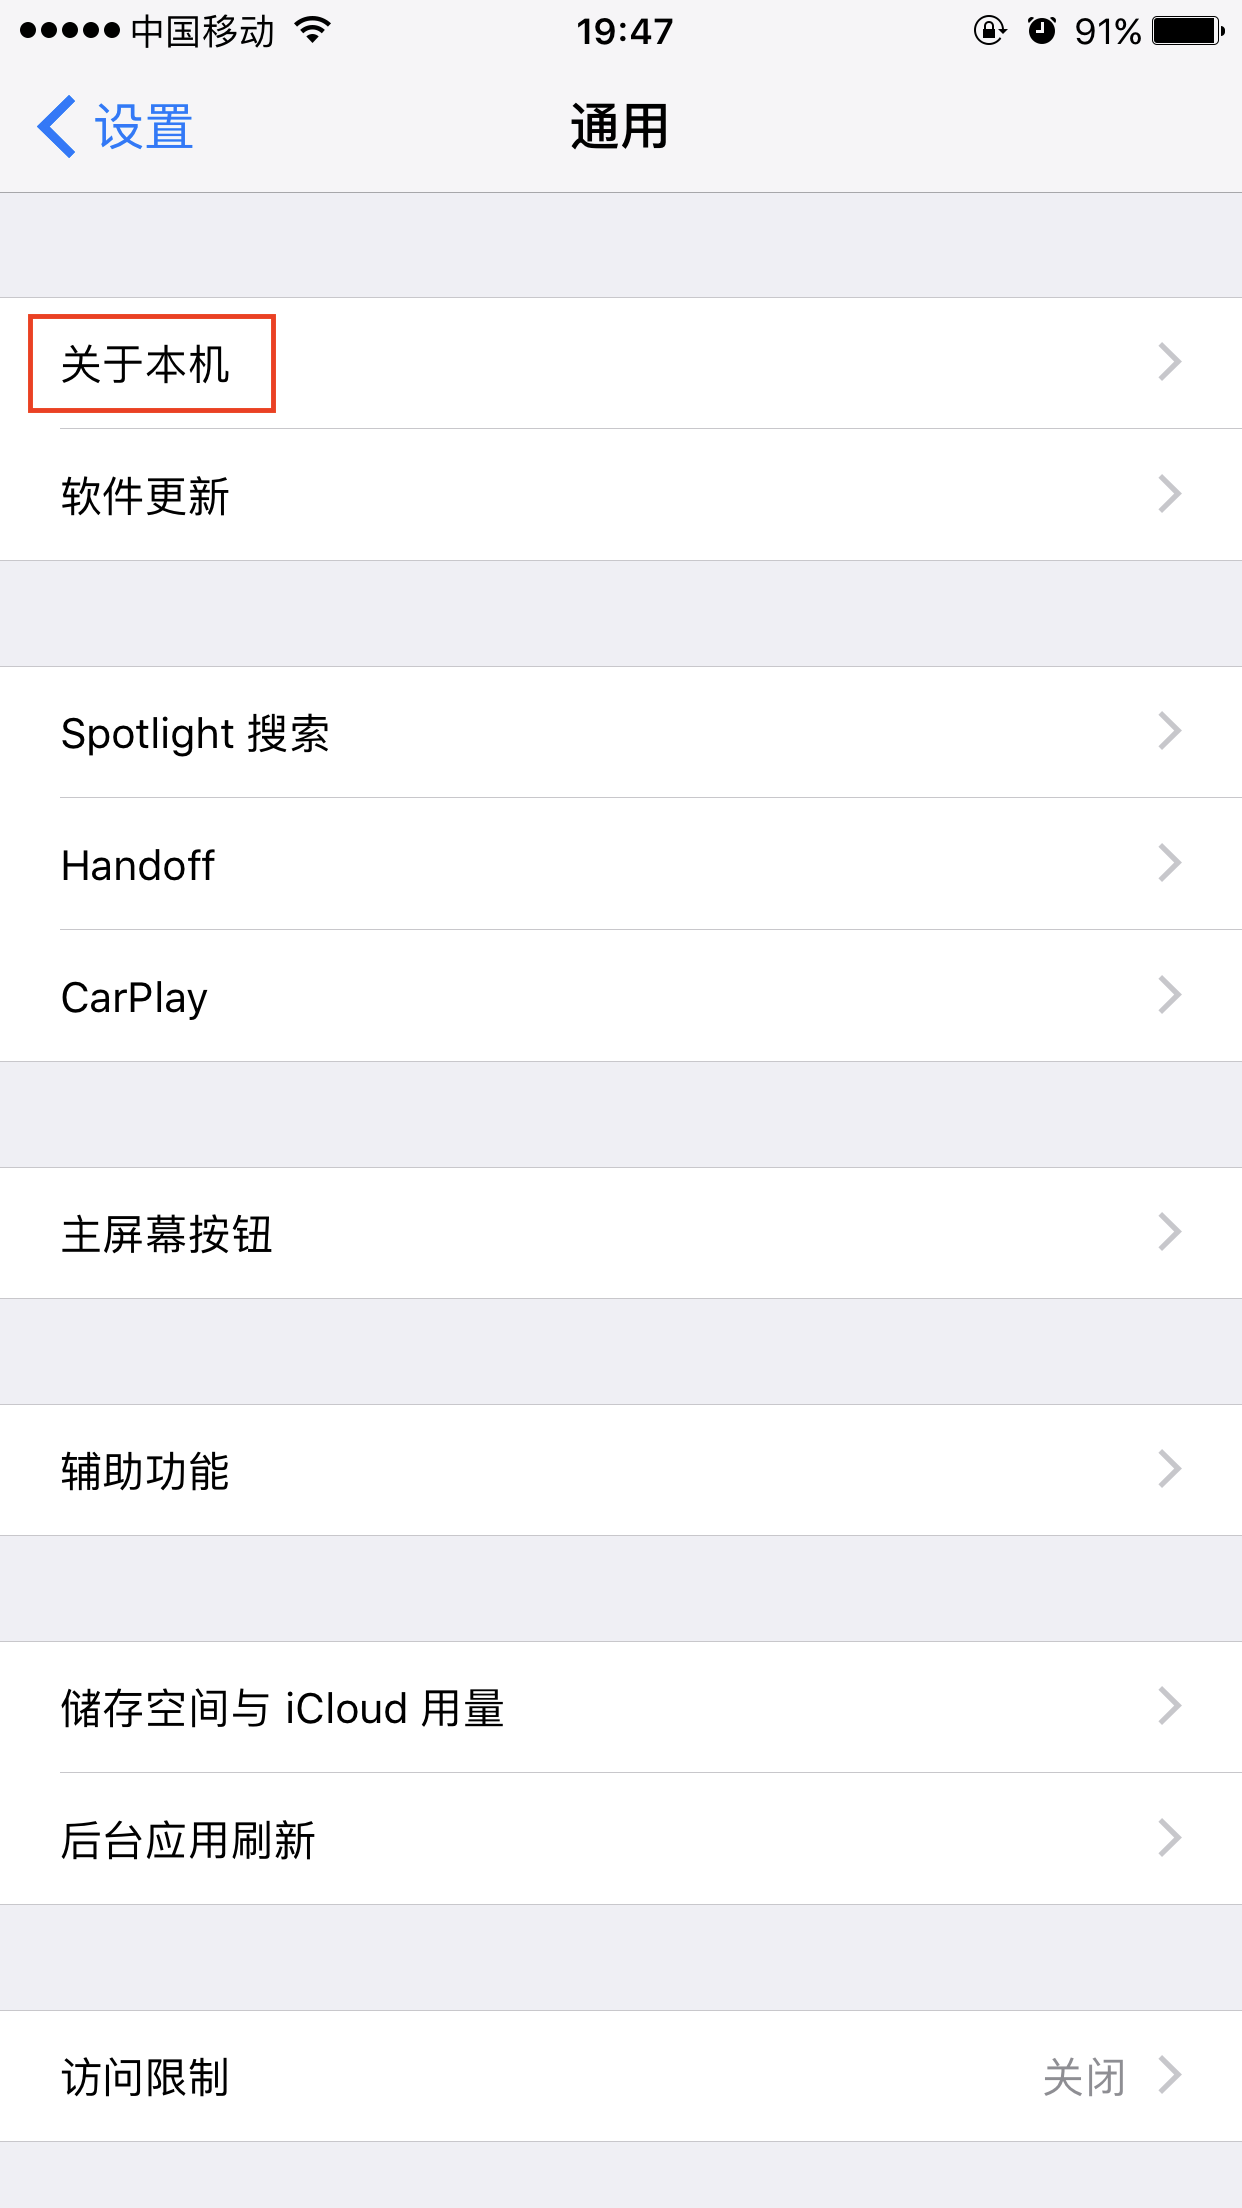 中国移动 19:47 91%
设置 通用
关于本机
软件更新
Spotlight 搜索
Handoff
CarPlay
主屏幕按钮
辅助功能
储存空间与 iCloud 用量
后台应用刷新
访问限制 关闭